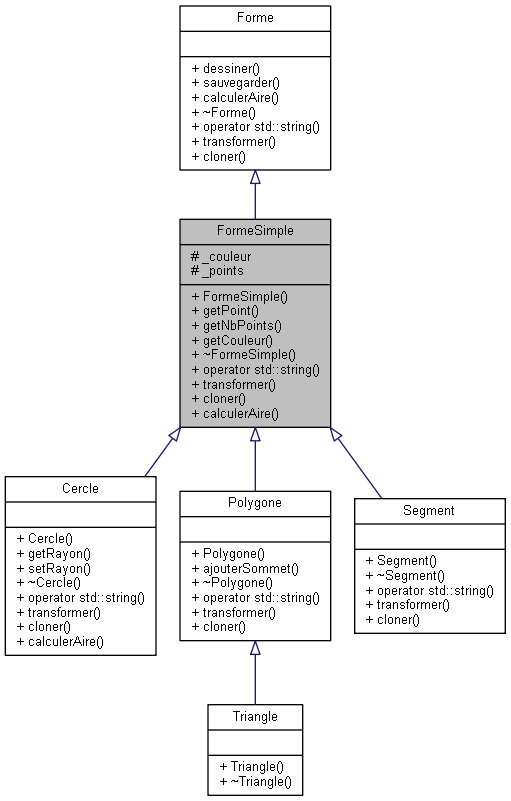 Forme
+ dessiner()
+ sauvegarder()
+ calculerAire()
+ ~Forme()
+ operator std::string()
+ transformer()
+ cloner()
FormeSimple
# _couleur
# _points
+ FormeSimple()
+ getPoint()
+ getNbPoints()
+ getCouleur()
+ ~FormeSimple()
+ operator std::string()
+ transformer()
+ cloner()
+ calculerAire()
Cercle
+ Cercle()
+ getRayon()
+ setRayon()
+ ~Cercle()
+ operator std::string()
+ transformer()
+ cloner()
+ calculerAire()
Polygone
+ Polygone()
+ ajouterSommet()
+ ~Polygone()
+ operator std::string()
+ transformer()
+ cloner()
Segment
+ Segment()
+ ~Segment()
+ operator std::string()
+ transformer()
+ cloner()
Triangle
+ Triangle()
+ ~Triangle()